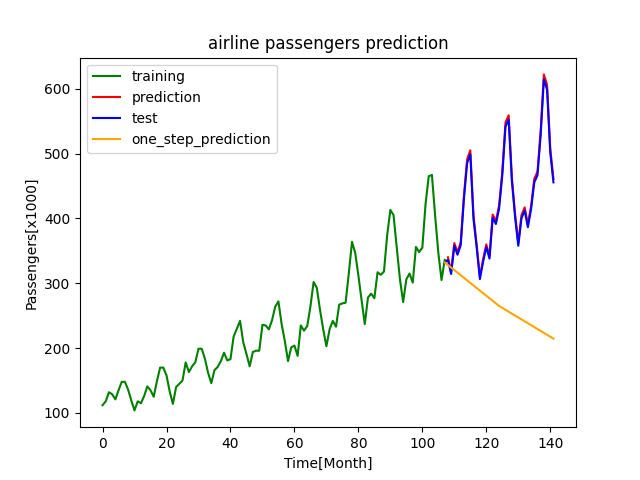 airline passengers prediction
training
prediction
test
one_step_prediction
Passengers[x1000]
600
500
400
300
200
100
0 20 40 60 80 100 120 140
Time[Month]